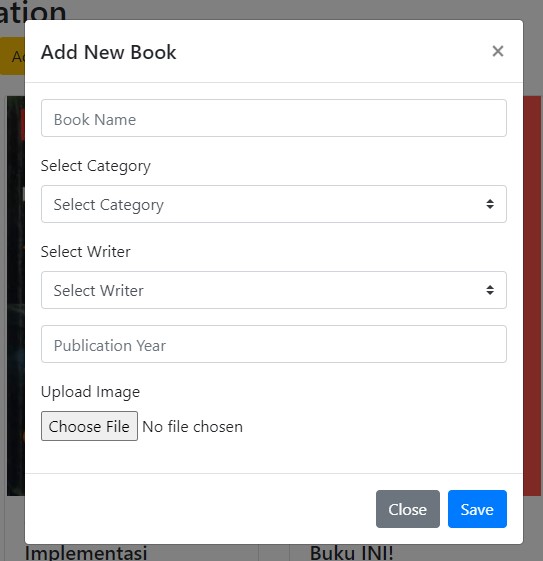 ation
Add New Book
×
Book Name
Select Category
Select Category
Select Writer
Select Writer
Publication Year
Upload Image
Choose File No file chosen
Close Save
Implementasi Buku INI!